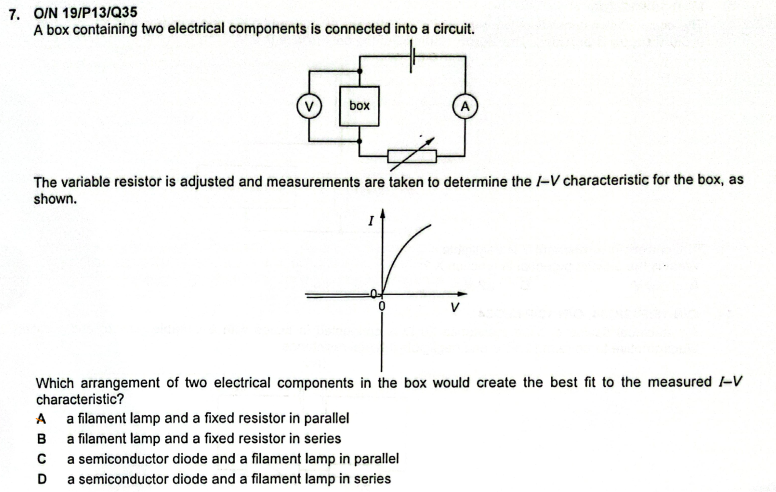 7. O/N 19/P13/Q35
A box containing two electrical components is connected into a circuit.
V
box
A
The variable resistor is adjusted and measurements are taken to determine the I–V characteristic for the box, as
shown.
I
0
0
V
Which arrangement of two electrical components in the box would create the best fit to the measured I–V
characteristic?
A a filament lamp and a fixed resistor in parallel
B a filament lamp and a fixed resistor in series
C a semiconductor diode and a filament lamp in parallel
D a semiconductor diode and a filament lamp in series